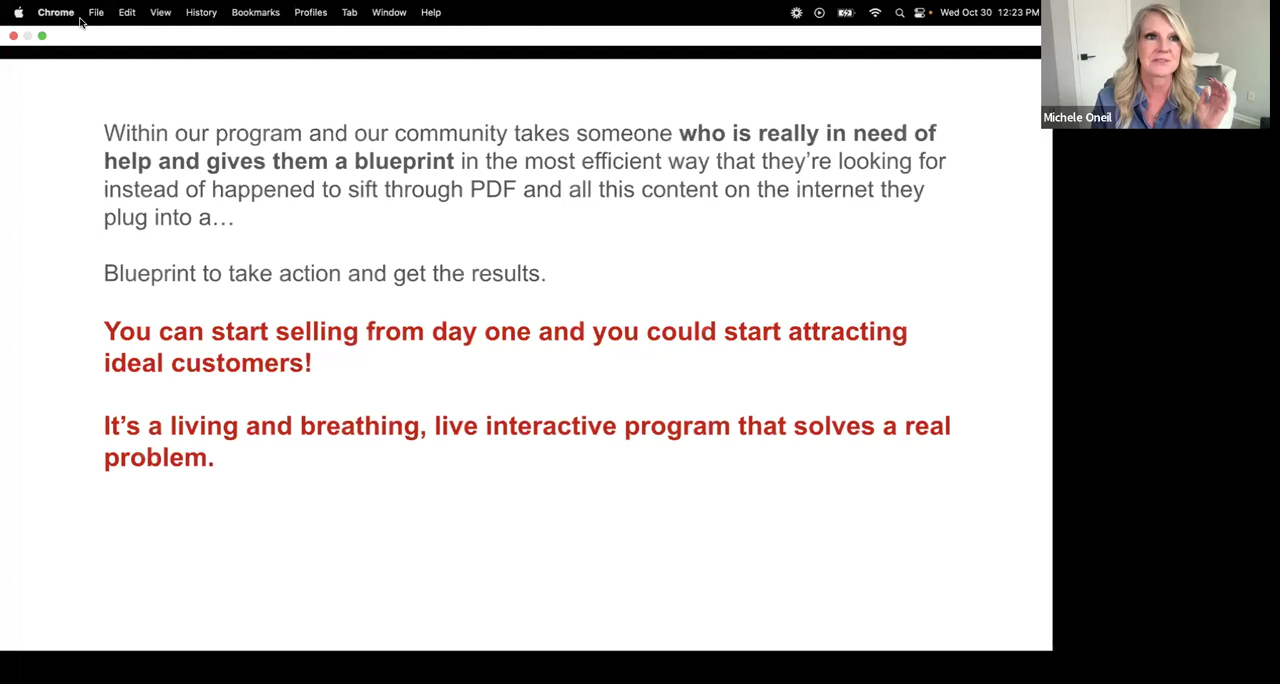 Chrome File Edit View History Bookmarks Profiles Tab Window Help Wed Oct 30 12:23 PM
Michele Oneil
Within our program and our community takes someone who is really in need of
help and gives them a blueprint in the most efficient way that they’re looking for
instead of happened to sift through PDF and all this content on the internet they
plug into a…
Blueprint to take action and get the results.
You can start selling from day one and you could start attracting
ideal customers!
It’s a living and breathing, live interactive program that solves a real
problem.